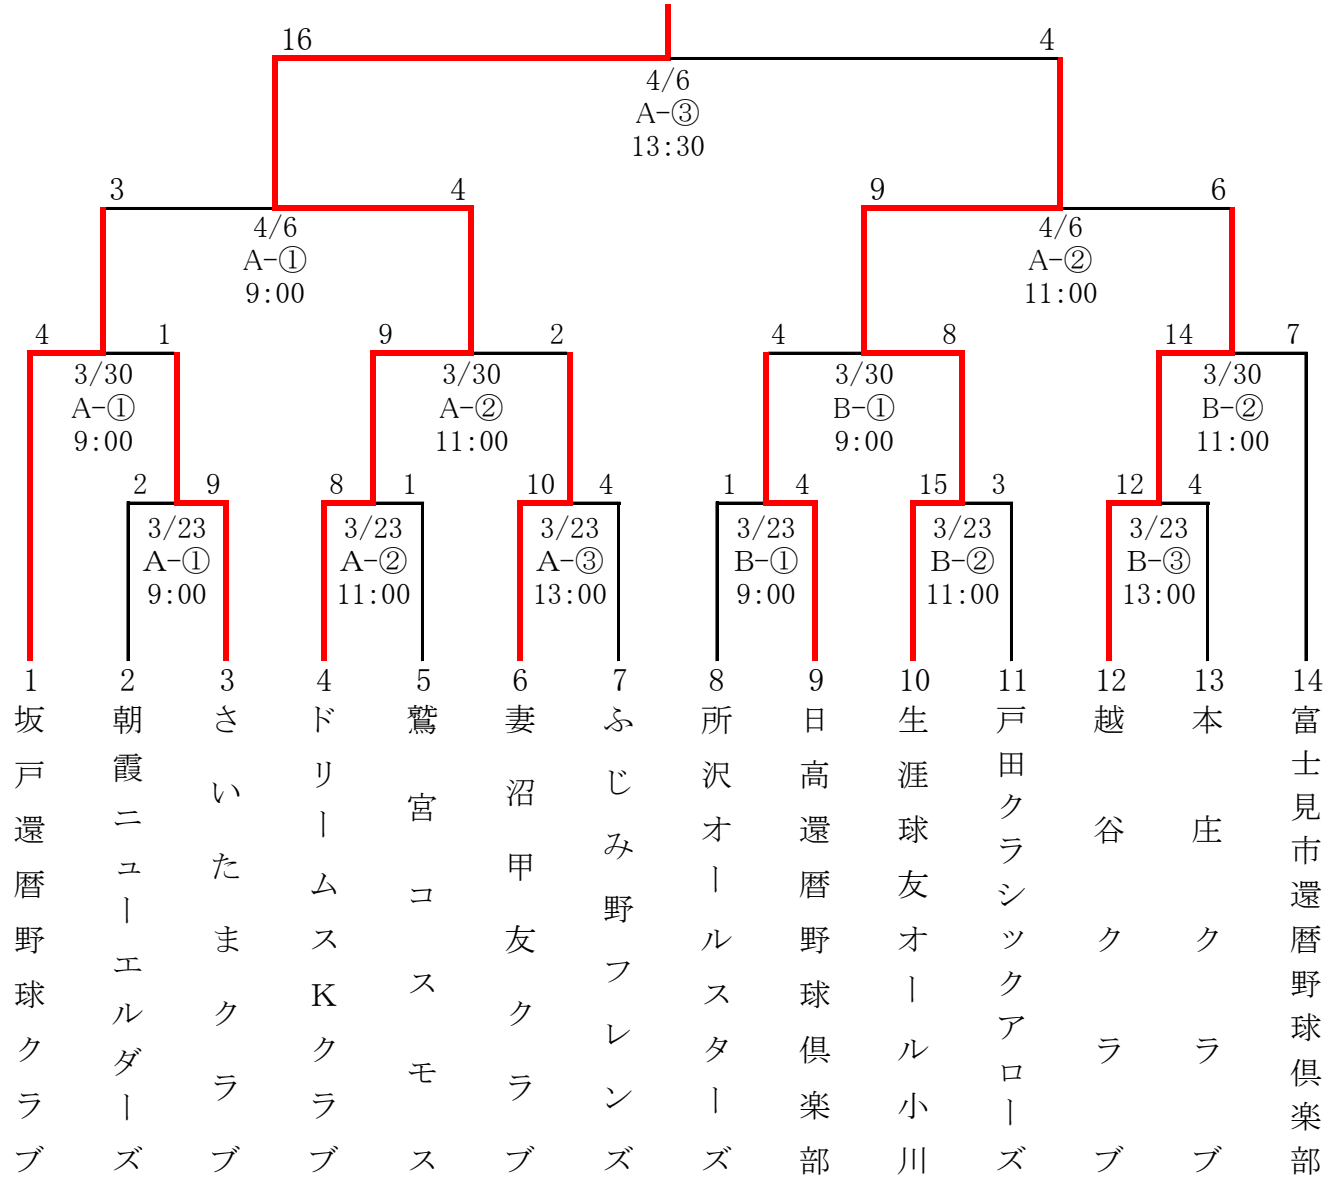 16 4
4/6
A-③
13:30
3 4 9 6
4/6 4/6
A-① A-②
9:00 11:00
4 1 9 2 4 8 14 7
3/30 3/30 3/30 3/30
A-① A-② B-① B-②
9:00 11:00 9:00 11:00
2 9 8 1 10 4 1 4 15 3 12 4
3/23 3/23 3/23 3/23 3/23 3/23
A-① A-② A-③ B-① B-② B-③
9:00 11:00 13:00 9:00 11:00 13:00
1 2 3 4 5 6 7 8 9 10 11 12 13 14
坂戸還暦野球クラブ
朝霞ニューエルダーズ
さいたまクラブ
ドリームスKクラブ
鷲宮コスモス
妻沼甲友クラブ
ふじみ野フレンズ
所沢オールスターズ
日高還暦野球倶楽部
生涯球友オール小川
戸田クラシックアローズ
越谷クラブ
本庄クラブ
富士見市還暦野球倶楽部